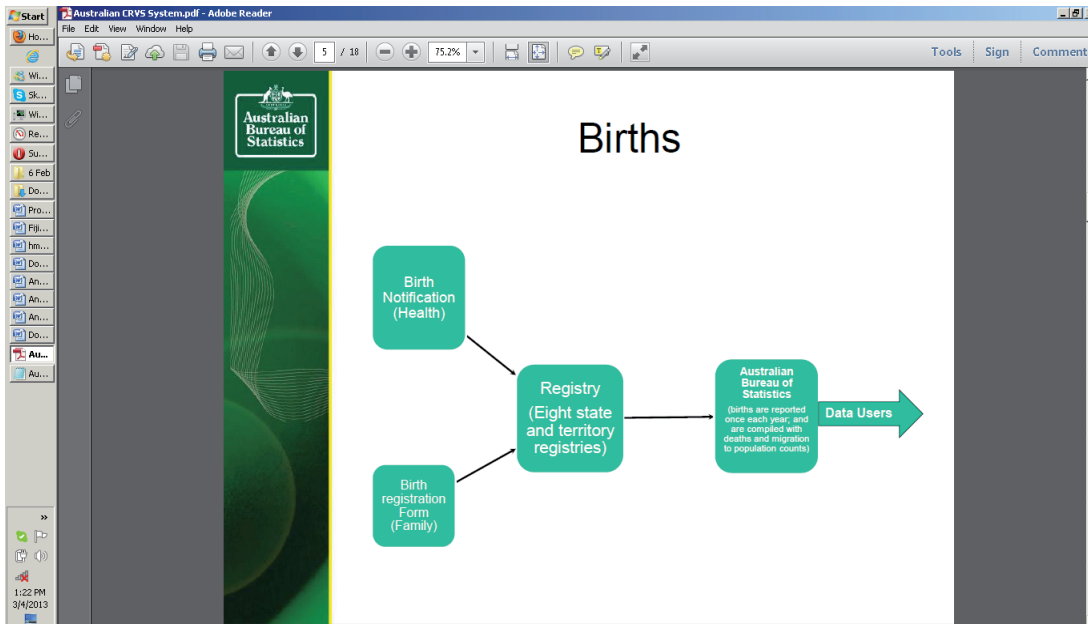 Start
Australian CRVS System.pdf - Adobe Reader
File Edit View Window Help
5 / 18
75.2%
Tools Sign Comment
Ho...
Wi...
Sk...
Wi...
Re...
Su...
6 Feb
Do...
Pro...
Fiji...
hm...
Do...
An...
An...
An...
Do...
Au...
Au...
»
1:22 PM
3/4/2013
Australian
Bureau of
Statistics
Births
Birth
Notification
(Health)
Birth
registration
Form
(Family)
Registry
(Eight state
and territory
registries)
Australian
Bureau of
Statistics
(births are reported
once each year; and
are compiled with
deaths and migration
to population counts)
Data Users